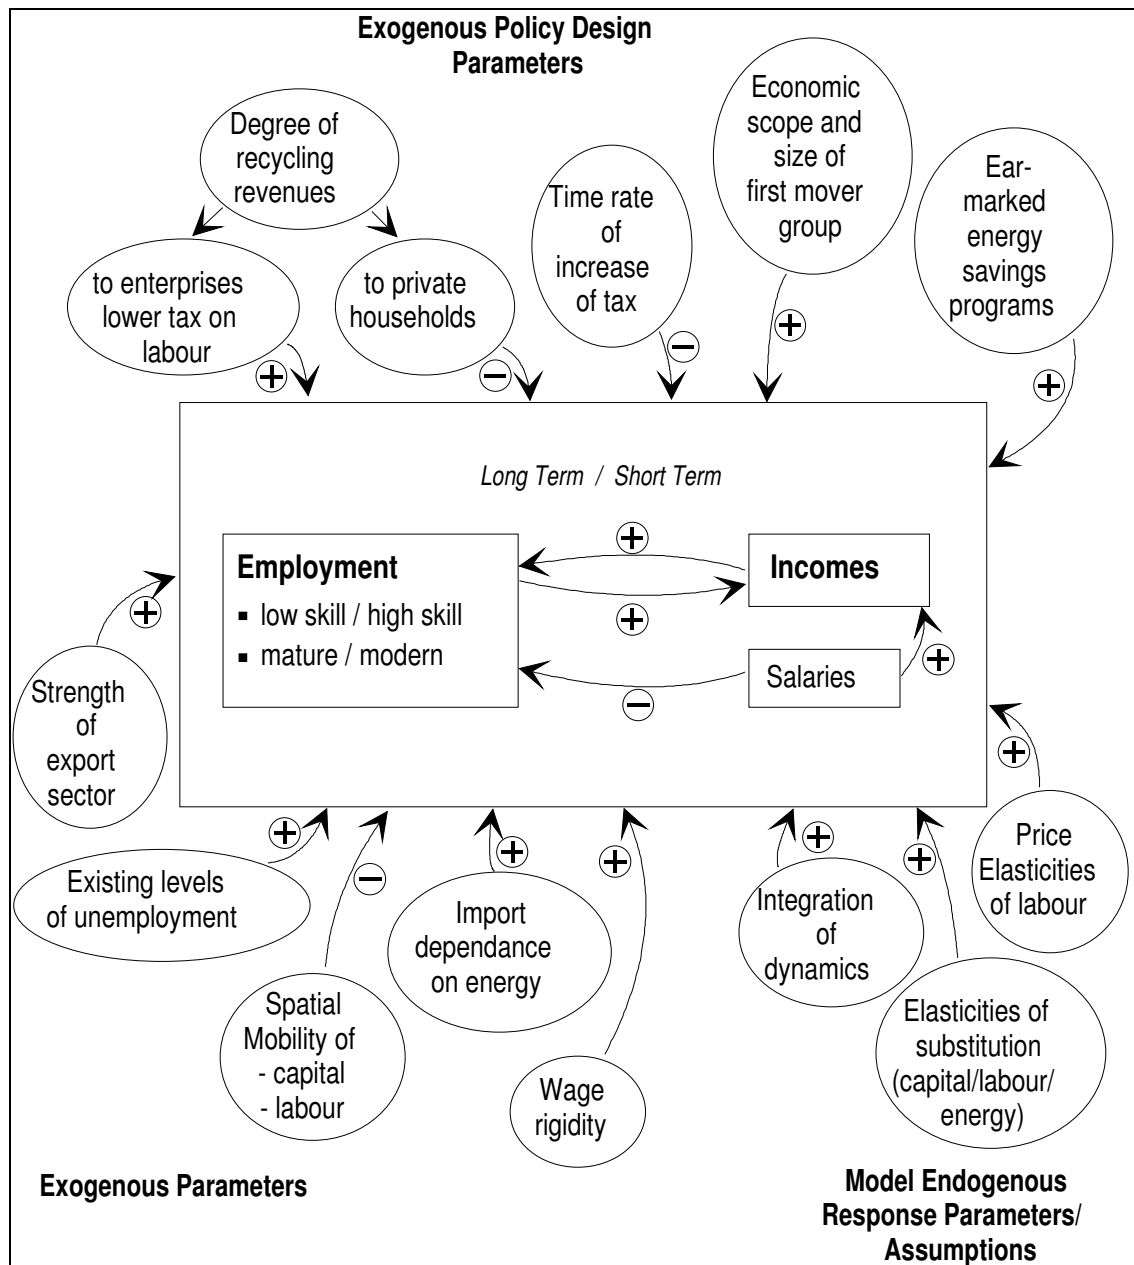 Exogenous Policy Design
Parameters
Degree of
recycling
revenues
to enterprises
lower tax on
labour
+
to private
households
−
Time rate
of
increase
of tax
−
Economic
scope and
size of
first mover
group
+
Ear-
marked
energy
savings
programs
+
Long Term / Short Term
Employment
▪ low skill / high skill
▪ mature / modern
+
+
−
Incomes
Salaries
+
Strength
of
export
sector
+
Existing levels
of unemployment
+
Spatial
Mobility of
- capital
- labour
−
Import
dependance
on energy
+
Wage
rigidity
+
Integration
of
dynamics
+
Elasticities of
substitution
(capital/labour/
energy)
+
Price
Elasticities
of labour
+
Exogenous Parameters
Model Endogenous
Response Parameters/
Assumptions